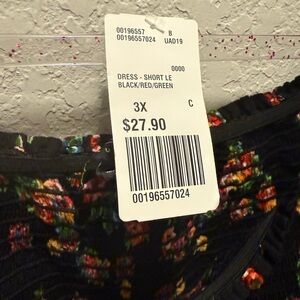 00196557 B
00196557024 UAD19
0000
DRESS - SHORT LE
BLACK/RED/GREEN
3X C
$27.90
00196557024